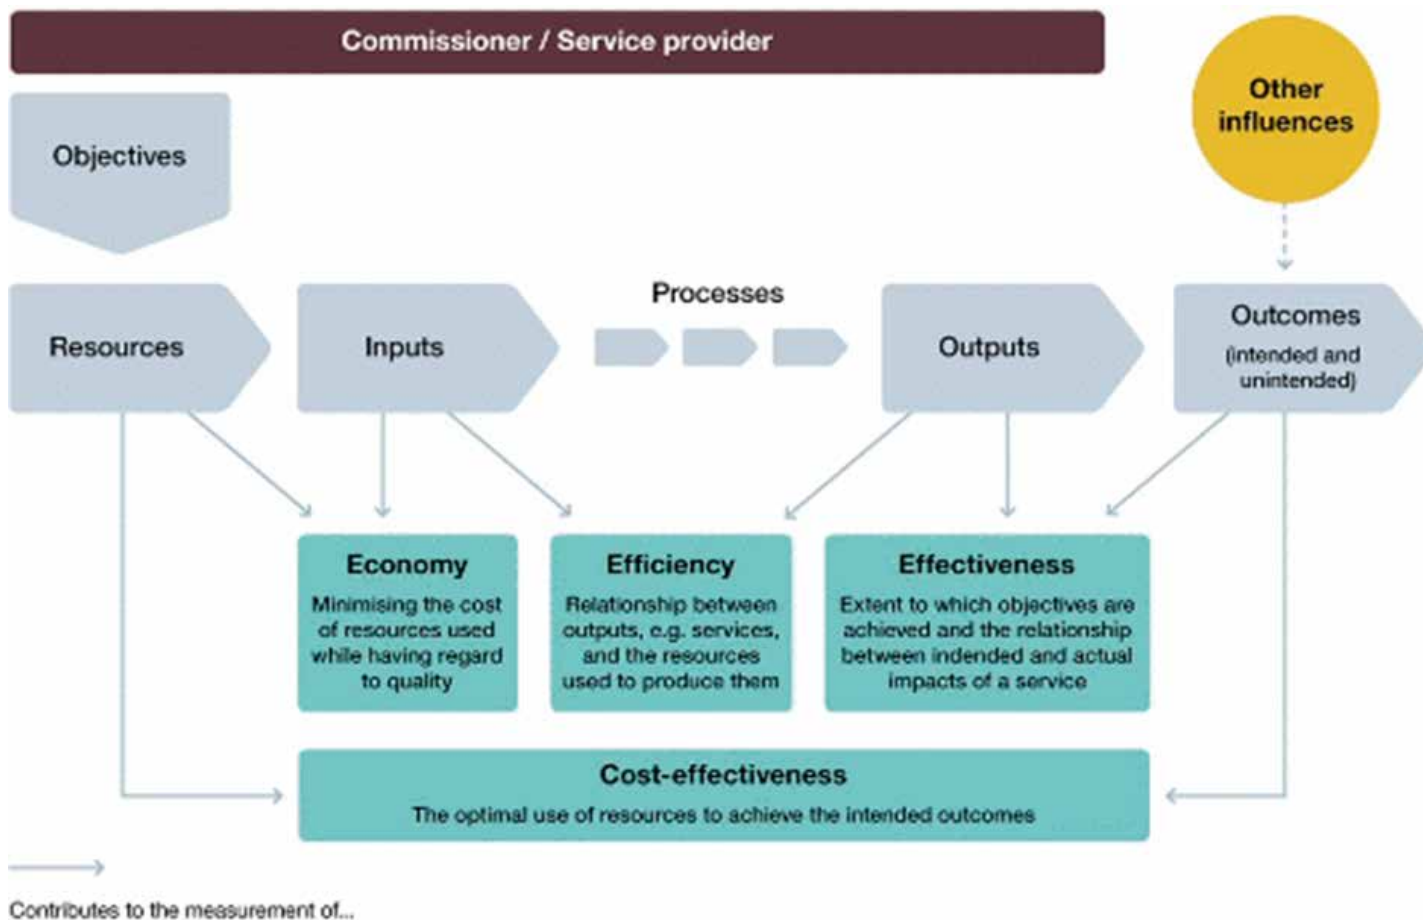 Commissioner / Service provider
Other
influences
Objectives
Resources
Inputs
Processes
Outputs
Outcomes
(intended and
unintended)
Economy
Minimising the cost
of resources used
while having regard
to quality
Efficiency
Relationship between
outputs, e.g. services,
and the resources
used to produce them
Effectiveness
Extent to which objectives are
achieved and the relationship
between indended and actual
impacts of a service
Cost-effectiveness
The optimal use of resources to achieve the intended outcomes
Contributes to the measurement of...